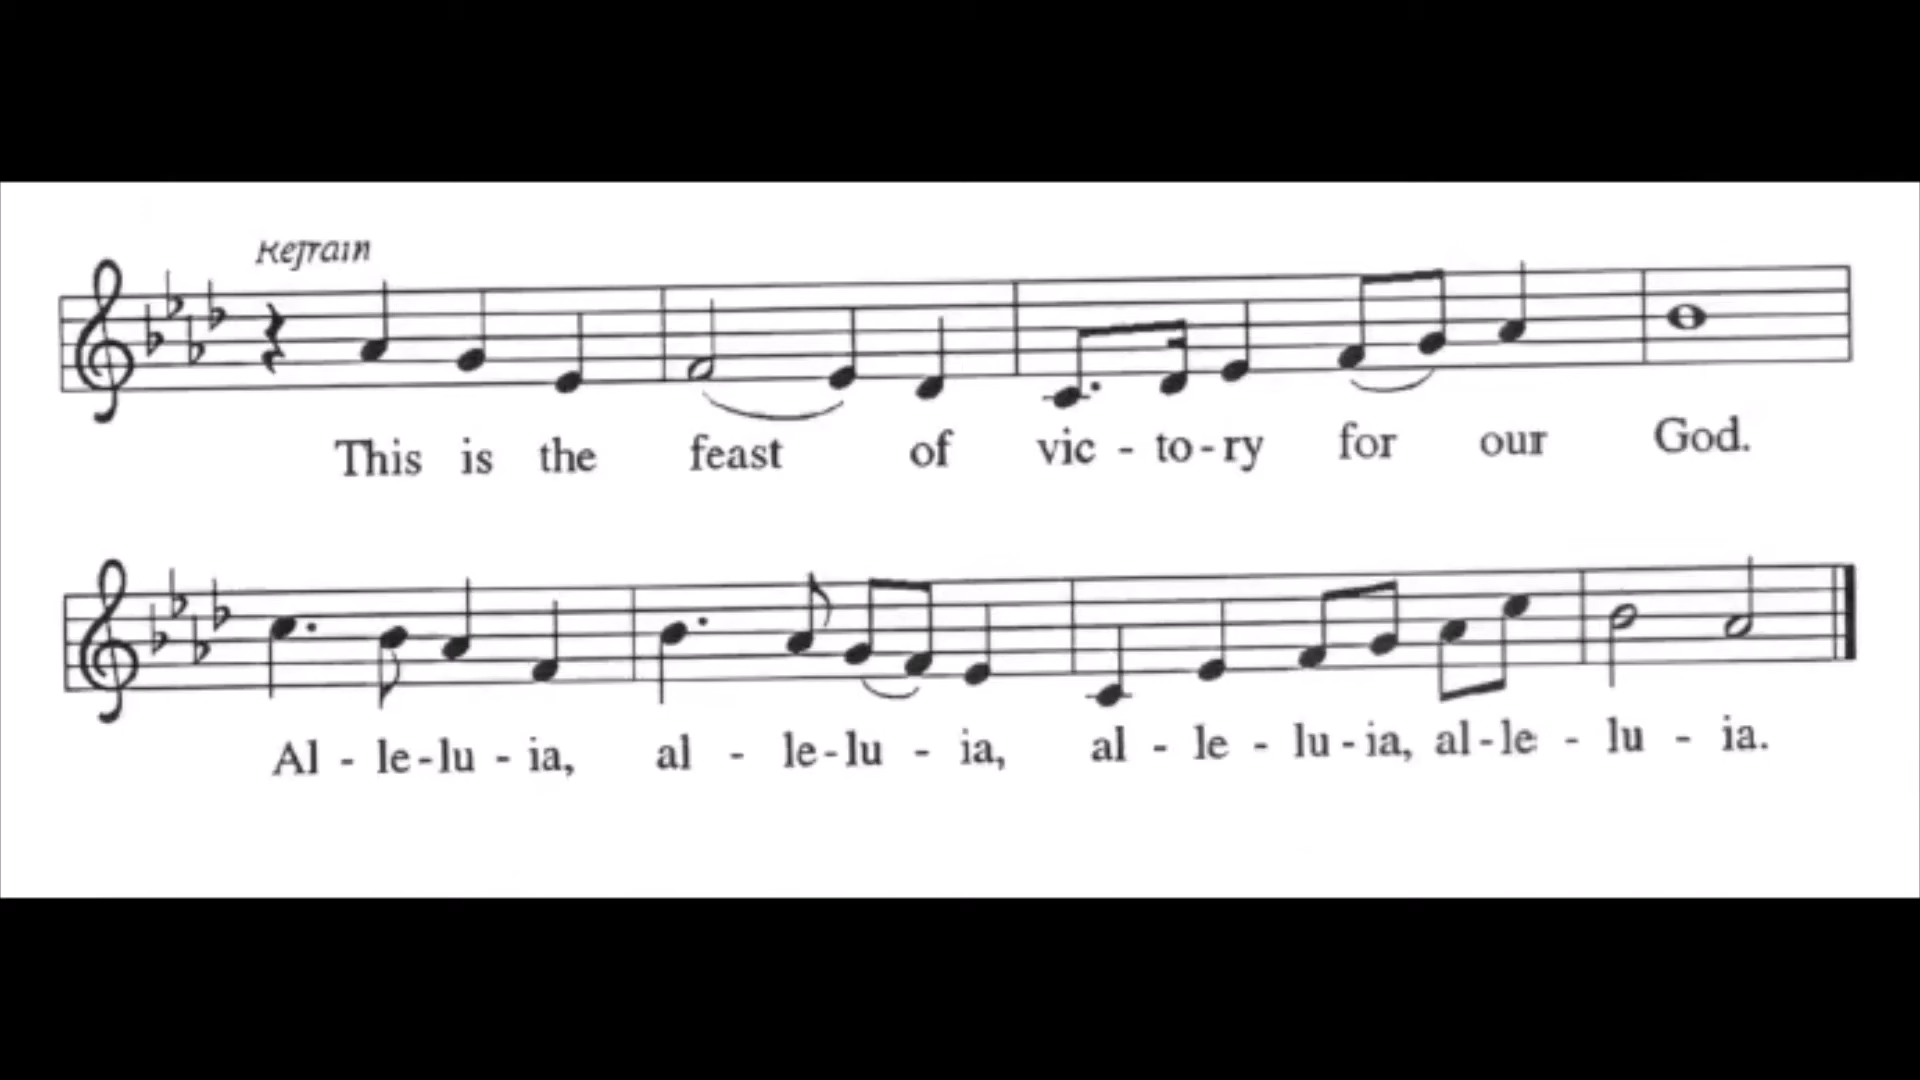 Refrain
This is the feast of vic - to - ry for our God.
Al - le - lu - ia, al - le - lu - ia, al - le - lu - ia, al - le - lu - ia.